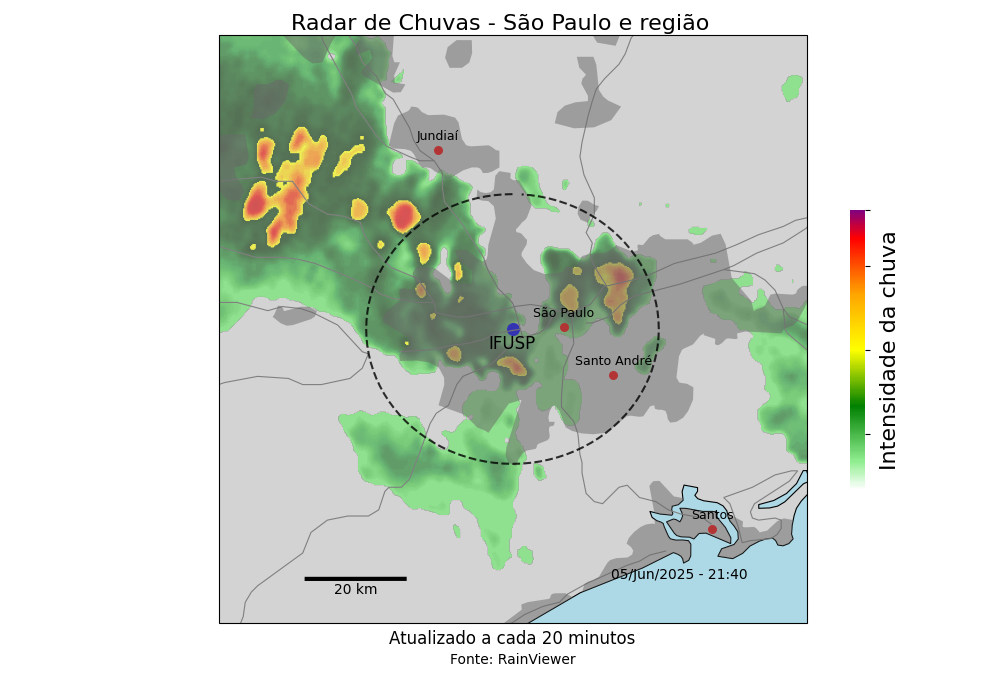 Radar de Chuvas - São Paulo e região
Jundiaí
São Paulo
IFUSP
Santo André
Intensidade da chuva
Santos
05/Jun/2025 - 21:40
20 km
Atualizado a cada 20 minutos
Fonte: RainViewer